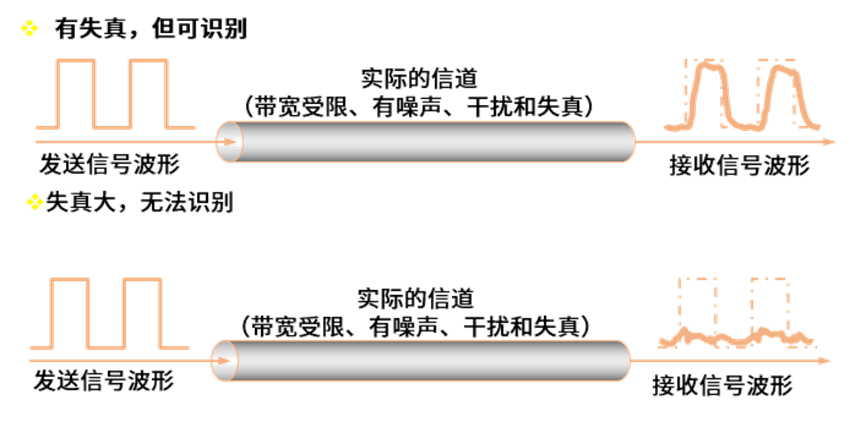 有失真，但可识别
实际的信道
（带宽受限、有噪声、干扰和失真）
发送信号波形
接收信号波形
失真大，无法识别
实际的信道
（带宽受限、有噪声、干扰和失真）
发送信号波形
接收信号波形